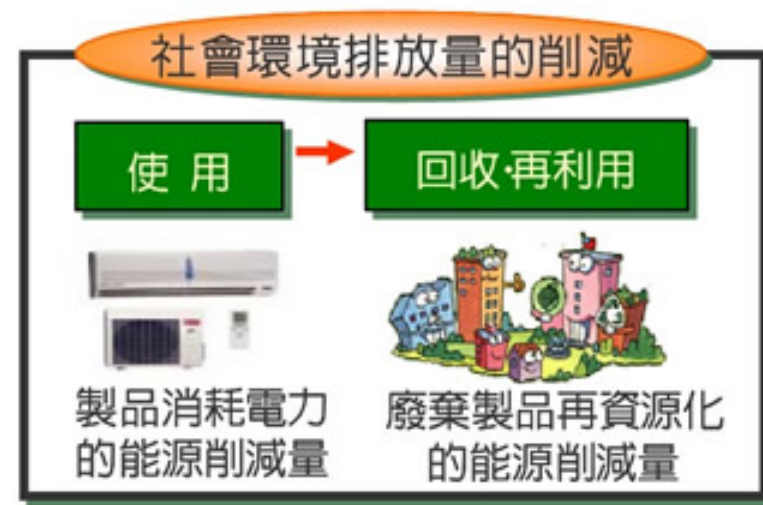 社會環境排放量的削減
使用
回收·再利用
製品消耗電力
的能源削減量
廢棄製品再資源化
的能源削減量